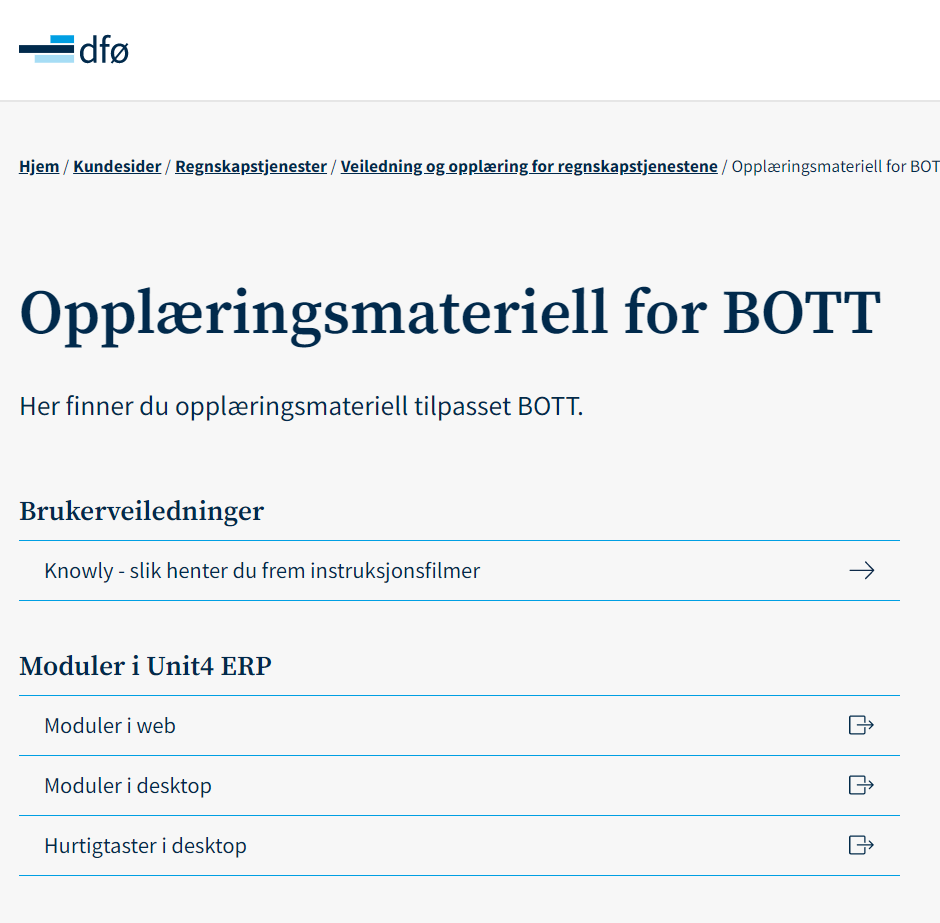 dfø
Hjem / Kundesider / Regnskapstjenester / Veiledning og opplæring for regnskapstjenestene / Opplæringsmateriell for BOT
Opplæringsmateriell for BOTT
Her finner du opplæringsmateriell tilpasset BOTT.
Brukerveiledninger
Knowly - slik henter du frem instruksjonsfilmer
Moduler i Unit4 ERP
Moduler i web
Moduler i desktop
Hurtigtaster i desktop